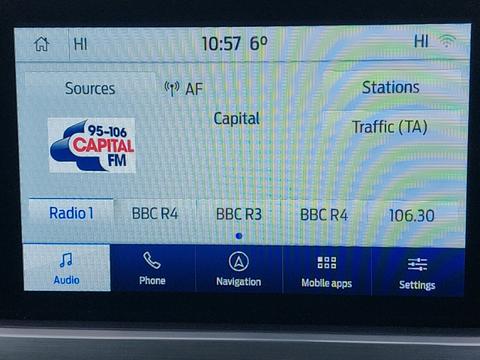 HI 10:57 6º HI
Sources AF Stations
Capital
Traffic (TA)
95-106
CAPITAL
FM
Radio 1 BBC R4 BBC R3 BBC R4 106.30
Audio Phone Navigation Mobile apps Settings